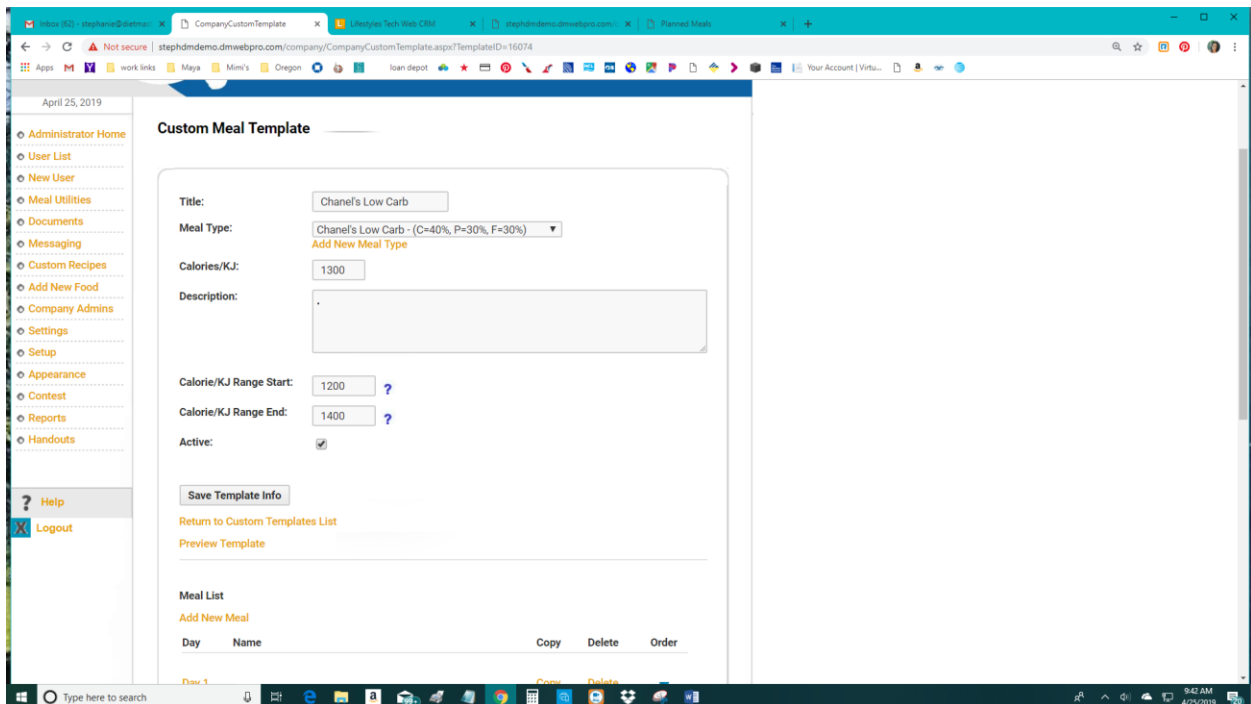 Inbox (82) - stephanie@dietmas
CompanyCustomTemplate
Lifestyles Tech Web CRM
stephdmdemo.dmwebpro.com/
Planned Meals
Not secure | stephdmdemo.dmwebpro.com/company/CompanyCustomTemplate.aspx?TemplateID=16074
Apps
work links
Maya
Mimi's
Oregon
loan depot
Your Account | Virtu...
April 25, 2019
Administrator Home
User List
New User
Meal Utilities
Documents
Messaging
Custom Recipes
Add New Food
Company Admins
Settings
Setup
Appearance
Contest
Reports
Handouts
? Help
X Logout
Custom Meal Template
Title: Chanel's Low Carb
Meal Type: Chanel's Low Carb - (C=40%, P=30%, F=30%)
Add New Meal Type
Calories/KJ: 1300
Description: .
Calorie/KJ Range Start: 1200 ?
Calorie/KJ Range End: 1400 ?
Active:
Save Template Info
Return to Custom Templates List
Preview Template
Meal List
Add New Meal
Day Name Copy Delete Order
Day 1 Copy Delete
Type here to search
9:42 AM
4/25/2019
20